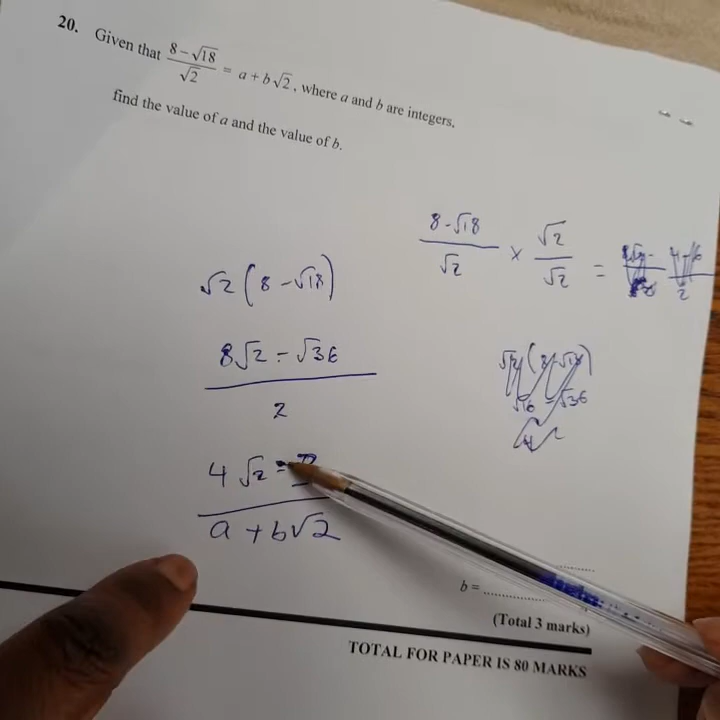 20. Given that (8 − √18)/√2 = a + b√2, where a and b are integers,
find the value of a and the value of b.
(8 - √18)/√2 × √2/√2 =
√2 (8 - √18)
(8√2 - √36)/2
4√2 -
a + b√2
b = ..............
(Total 3 marks)
TOTAL FOR PAPER IS 80 MARKS